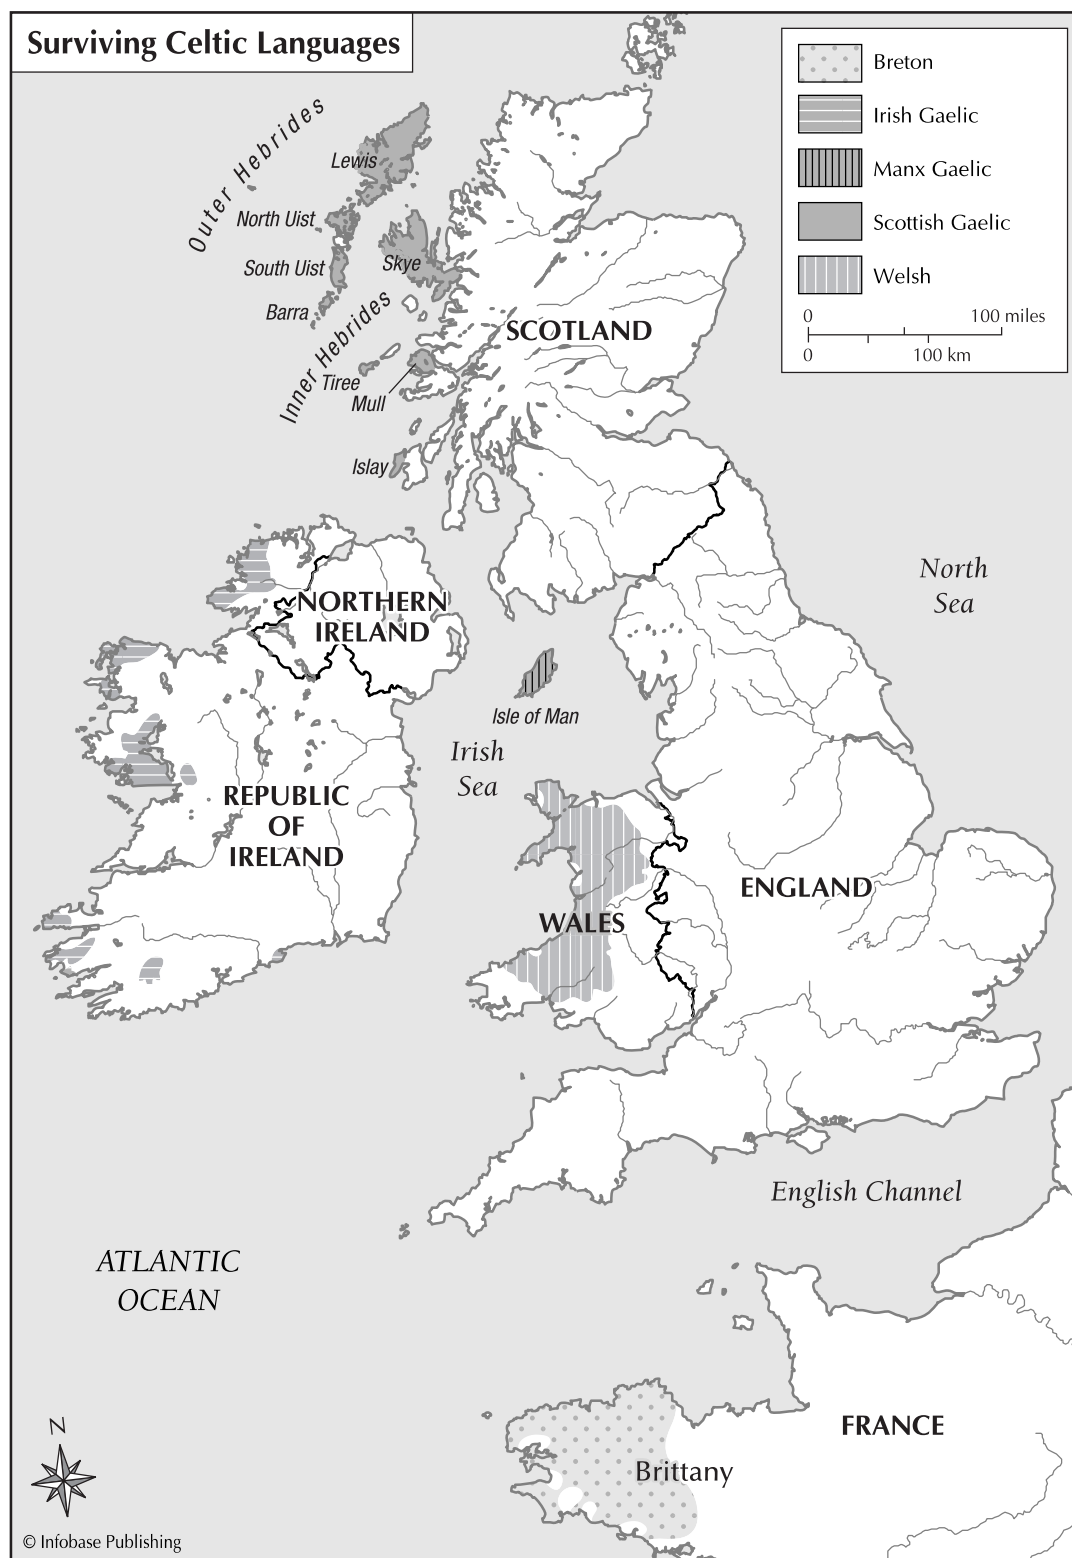 Surviving Celtic Languages
Breton
Irish Gaelic
Manx Gaelic
Scottish Gaelic
Welsh
0 100 miles
0 100 km
Outer Hebrides
Lewis
North Uist
South Uist
Skye
Barra
Inner Hebrides
SCOTLAND
Tiree
Mull
Islay
North
Sea
NORTHERN
IRELAND
Isle of Man
Irish
Sea
REPUBLIC
OF
IRELAND
ENGLAND
WALES
English Channel
ATLANTIC
OCEAN
N
FRANCE
Brittany
© Infobase Publishing